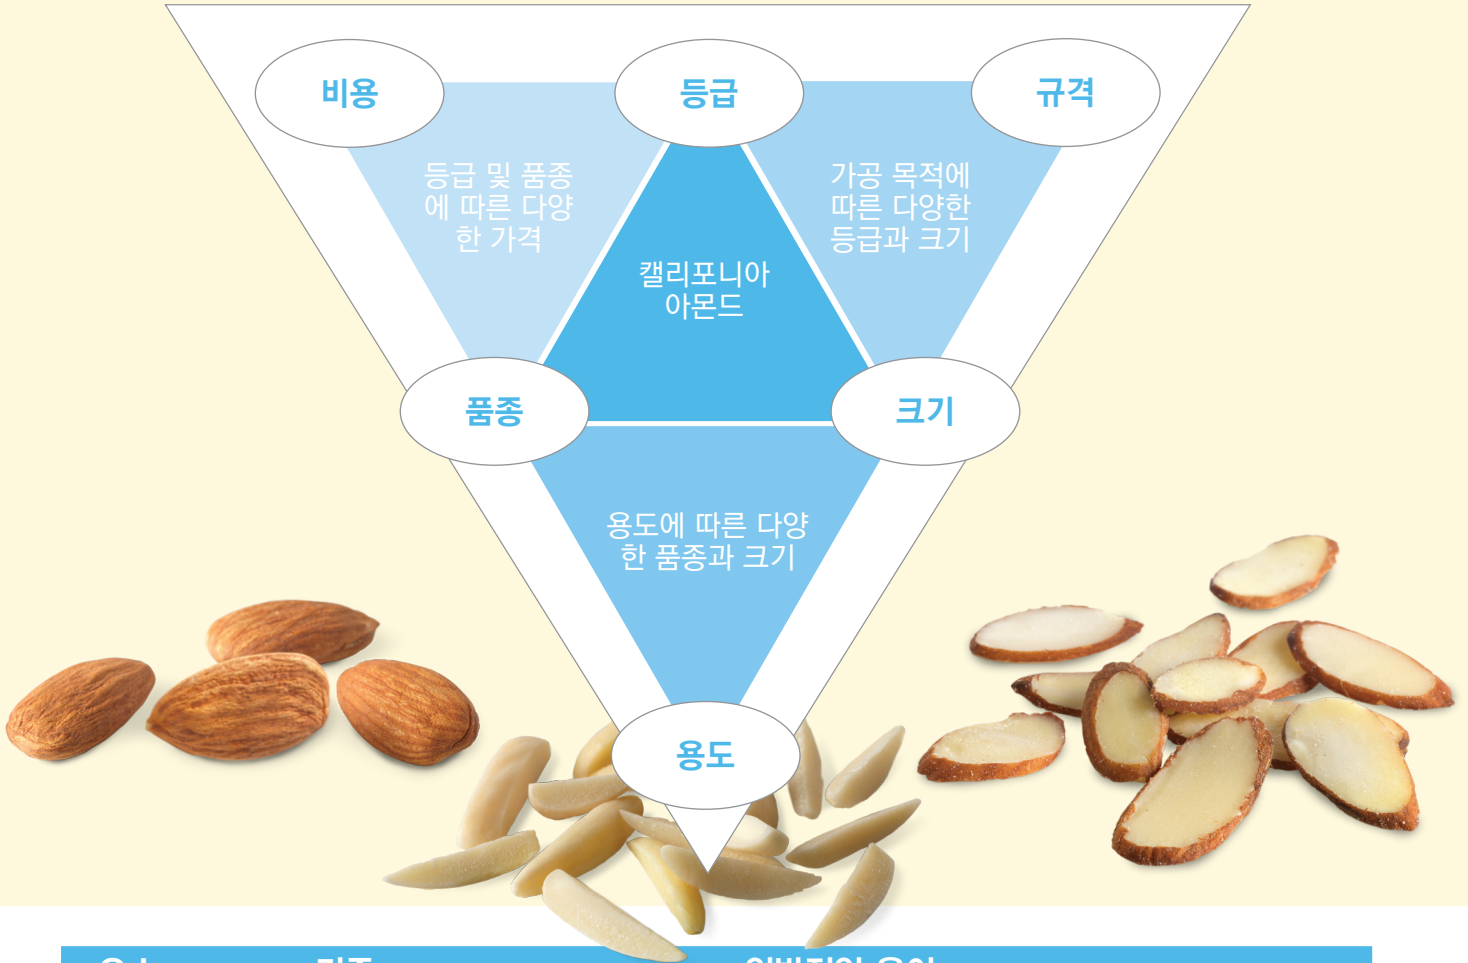 비용
등급
규격
등급 및 품종
에 따른 다양
한 가격
가공 목적에
따른 다양한
등급과 크기
캘리포니아
아몬드
품종
크기
용도에 따른 다양
한 품종과 크기
용도